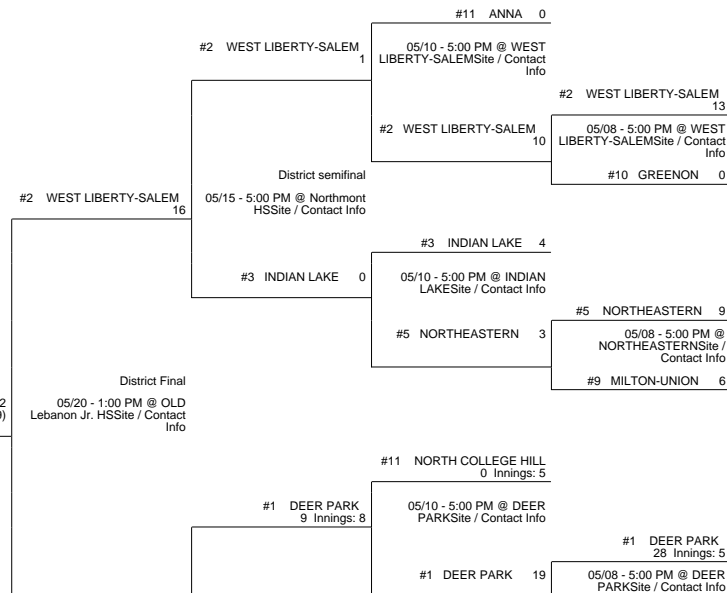 #11 ANNA 0
#2 WEST LIBERTY-SALEM
1
05/10 - 5:00 PM @ WEST
LIBERTY-SALEMSite / Contact
Info
#2 WEST LIBERTY-SALEM
13
#2 WEST LIBERTY-SALEM
10
05/08 - 5:00 PM @ WEST
LIBERTY-SALEMSite / Contact
Info
District semifinal
#10 GREENON 0
#2 WEST LIBERTY-SALEM
16
05/15 - 5:00 PM @ Northmont
HSSite / Contact Info
#3 INDIAN LAKE 4
#3 INDIAN LAKE 0
05/10 - 5:00 PM @ INDIAN
LAKESite / Contact Info
#5 NORTHEASTERN 9
#5 NORTHEASTERN 3
05/08 - 5:00 PM @
NORTHEASTERNSite /
Contact Info
District Final
#9 MILTON-UNION 6
2
9)
05/20 - 1:00 PM @ OLD
Lebanon Jr. HSSite / Contact
Info
#11 NORTH COLLEGE HILL
0 Innings: 5
#1 DEER PARK
9 Innings: 8
05/10 - 5:00 PM @ DEER
PARKSite / Contact Info
#1 DEER PARK
28 Innings: 5
#1 DEER PARK 19
05/08 - 5:00 PM @ DEER
PARKSite / Contact Info